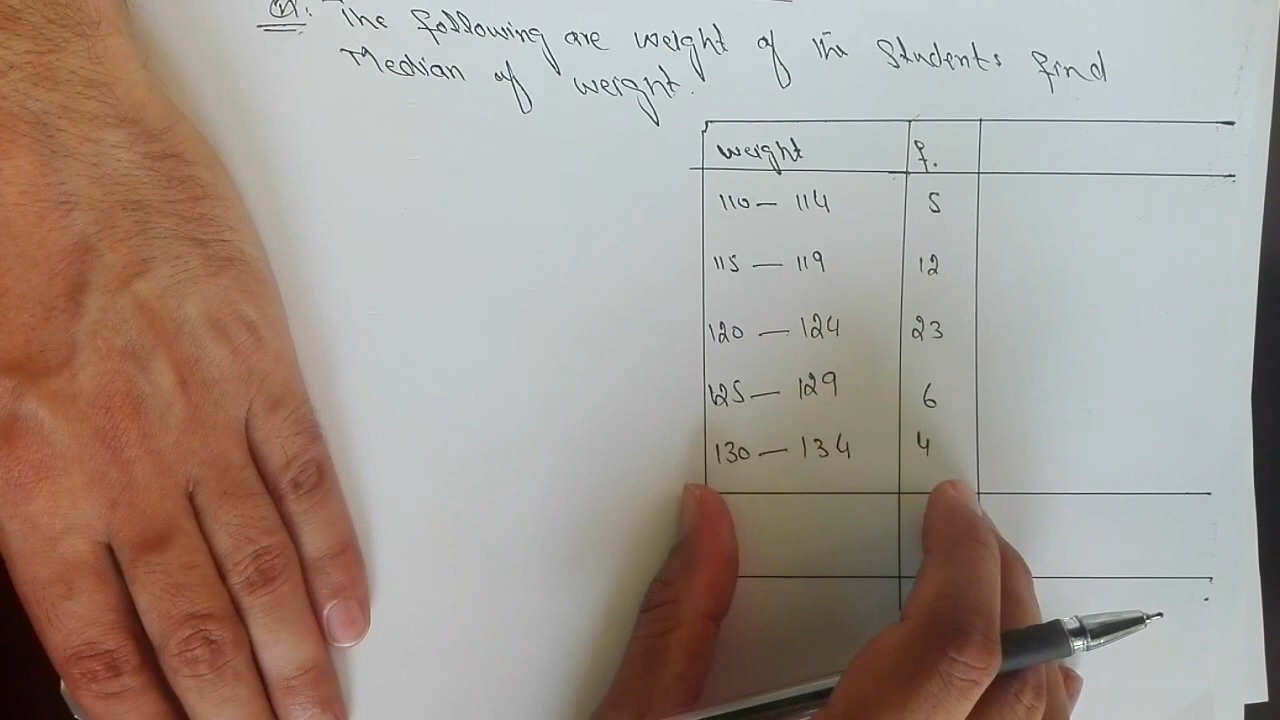 Q1. The following are weight of the students find
Median of weight.
weight f.
110 — 114 5
115 — 119 12
120 — 124 23
125 — 129 6
130 — 134 4